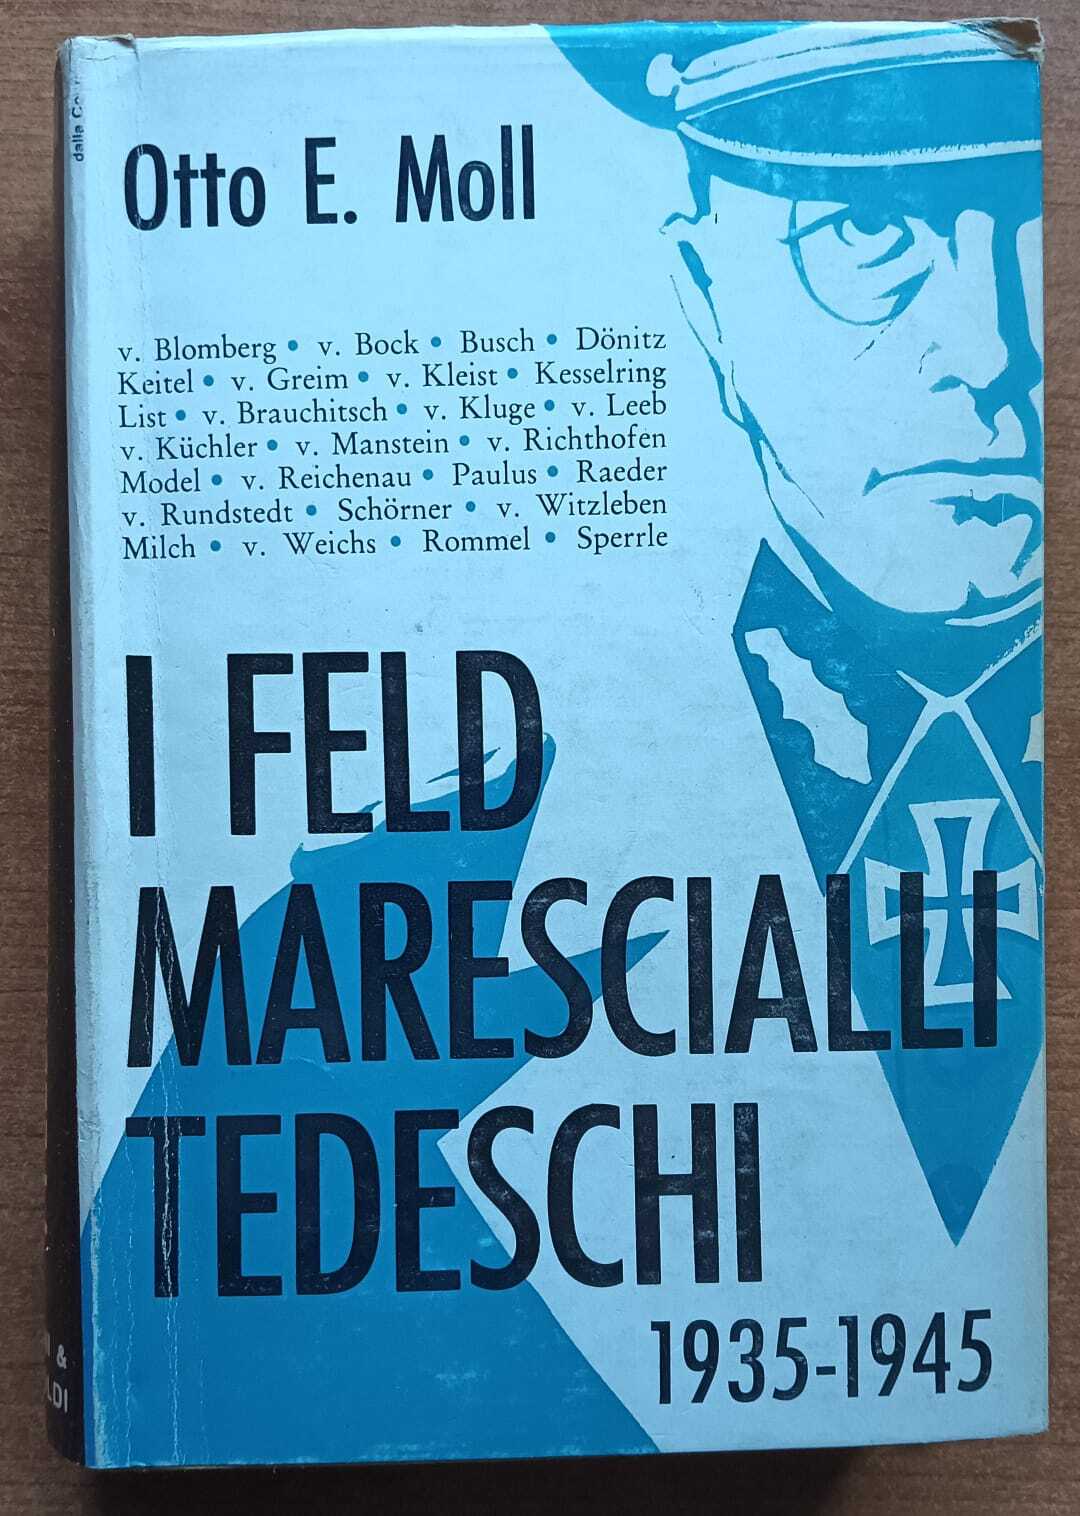 Otto E. Moll
v. Blomberg • v. Bock • Busch • Dönitz
Keitel • v. Greim • v. Kleist • Kesselring
List • v. Brauchitsch • v. Kluge • v. Leeb
v. Küchler • v. Manstein • v. Richthofen
Model • v. Reichenau • Paulus • Raeder
v. Rundstedt • Schörner • v. Witzleben
Milch • v. Weichs • Rommel • Sperrle
I FELD
MARESCIALLI
TEDESCHI
1935-1945
dalla
&